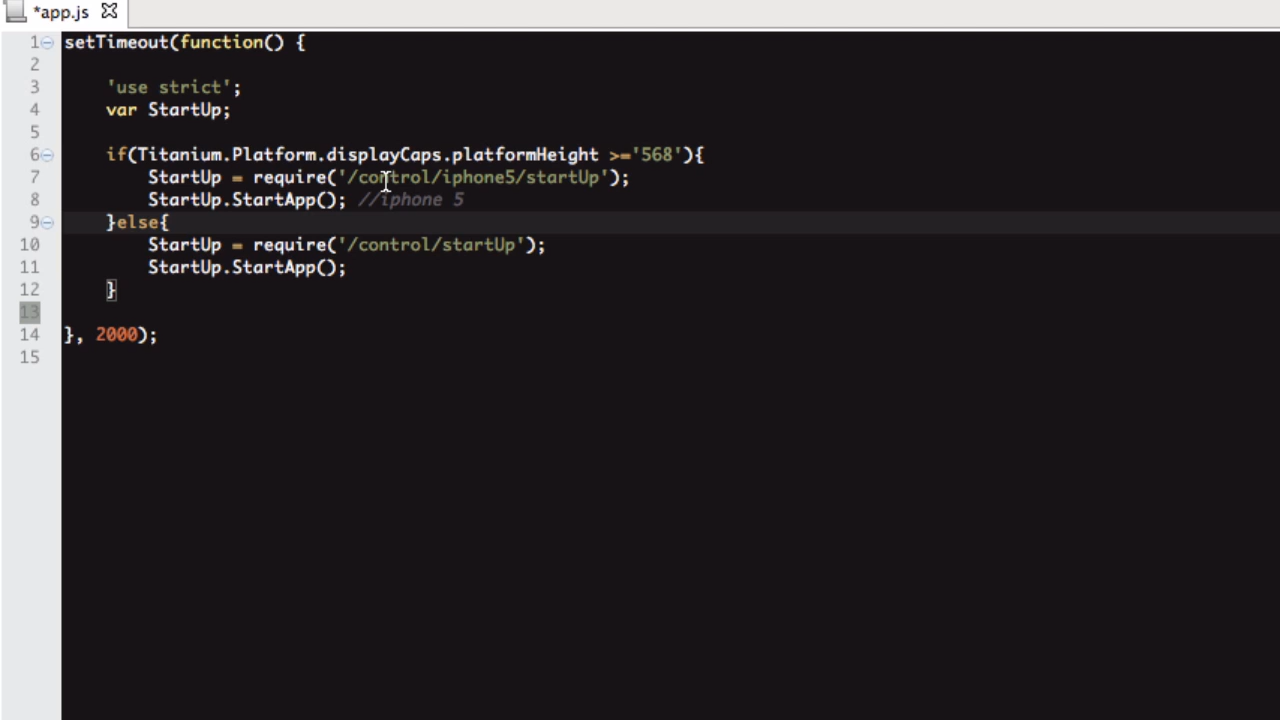 *app.js
1 setTimeout(function() {
2
3 'use strict';
4 var StartUp;
5
6 if(Titanium.Platform.displayCaps.platformHeight >='568'){
7 StartUp = require('/control/iphone5/startUp');
8 StartUp.StartApp(); //iphone 5
9 }else{
10 StartUp = require('/control/startUp');
11 StartUp.StartApp();
12 }
13
14 }, 2000);
15